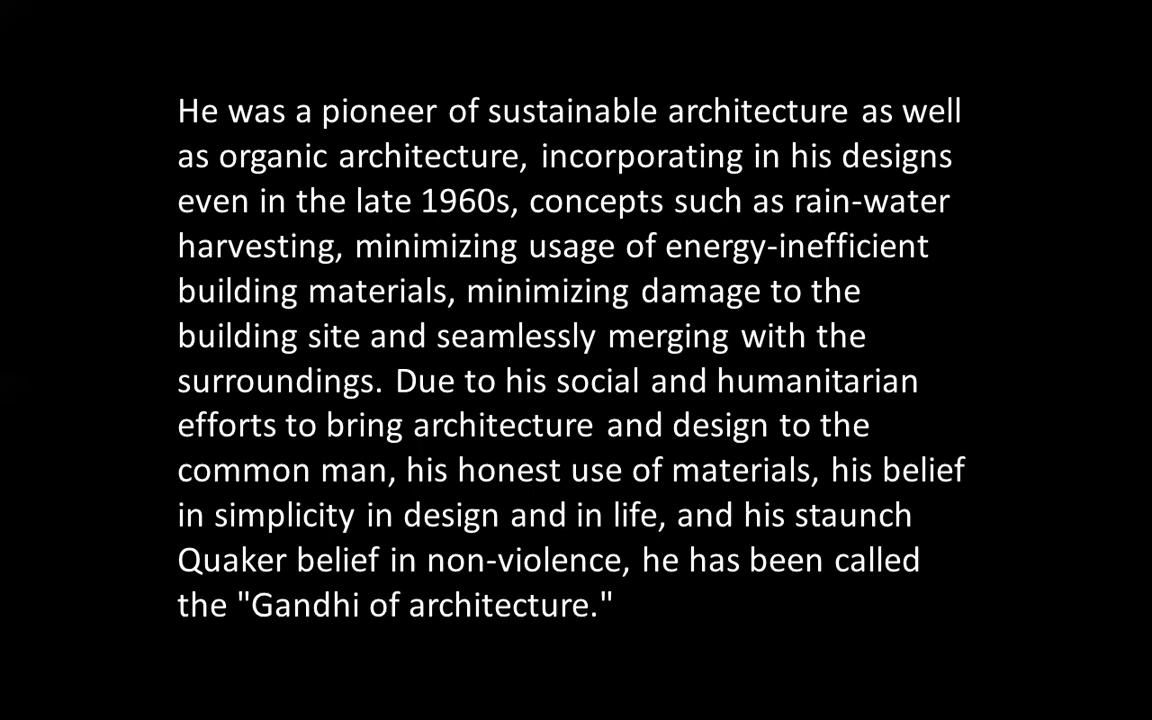 He was a pioneer of sustainable architecture as well
as organic architecture, incorporating in his designs
even in the late 1960s, concepts such as rain-water
harvesting, minimizing usage of energy-inefficient
building materials, minimizing damage to the
building site and seamlessly merging with the
surroundings. Due to his social and humanitarian
efforts to bring architecture and design to the
common man, his honest use of materials, his belief
in simplicity in design and in life, and his staunch
Quaker belief in non-violence, he has been called
the "Gandhi of architecture."